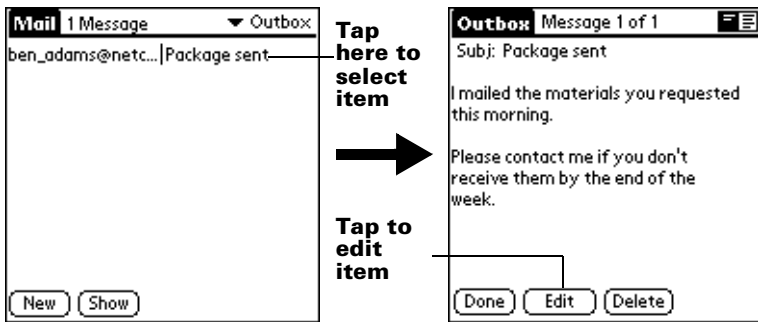 Mail 1 Message Outbox
ben_adams@netc... Package sent
New Show
Tap
here to
select
item
Tap to
edit
item
Outbox Message 1 of 1
Subj: Package sent
I mailed the materials you requested
this morning.
Please contact me if you don't
receive them by the end of the
week.
Done Edit Delete